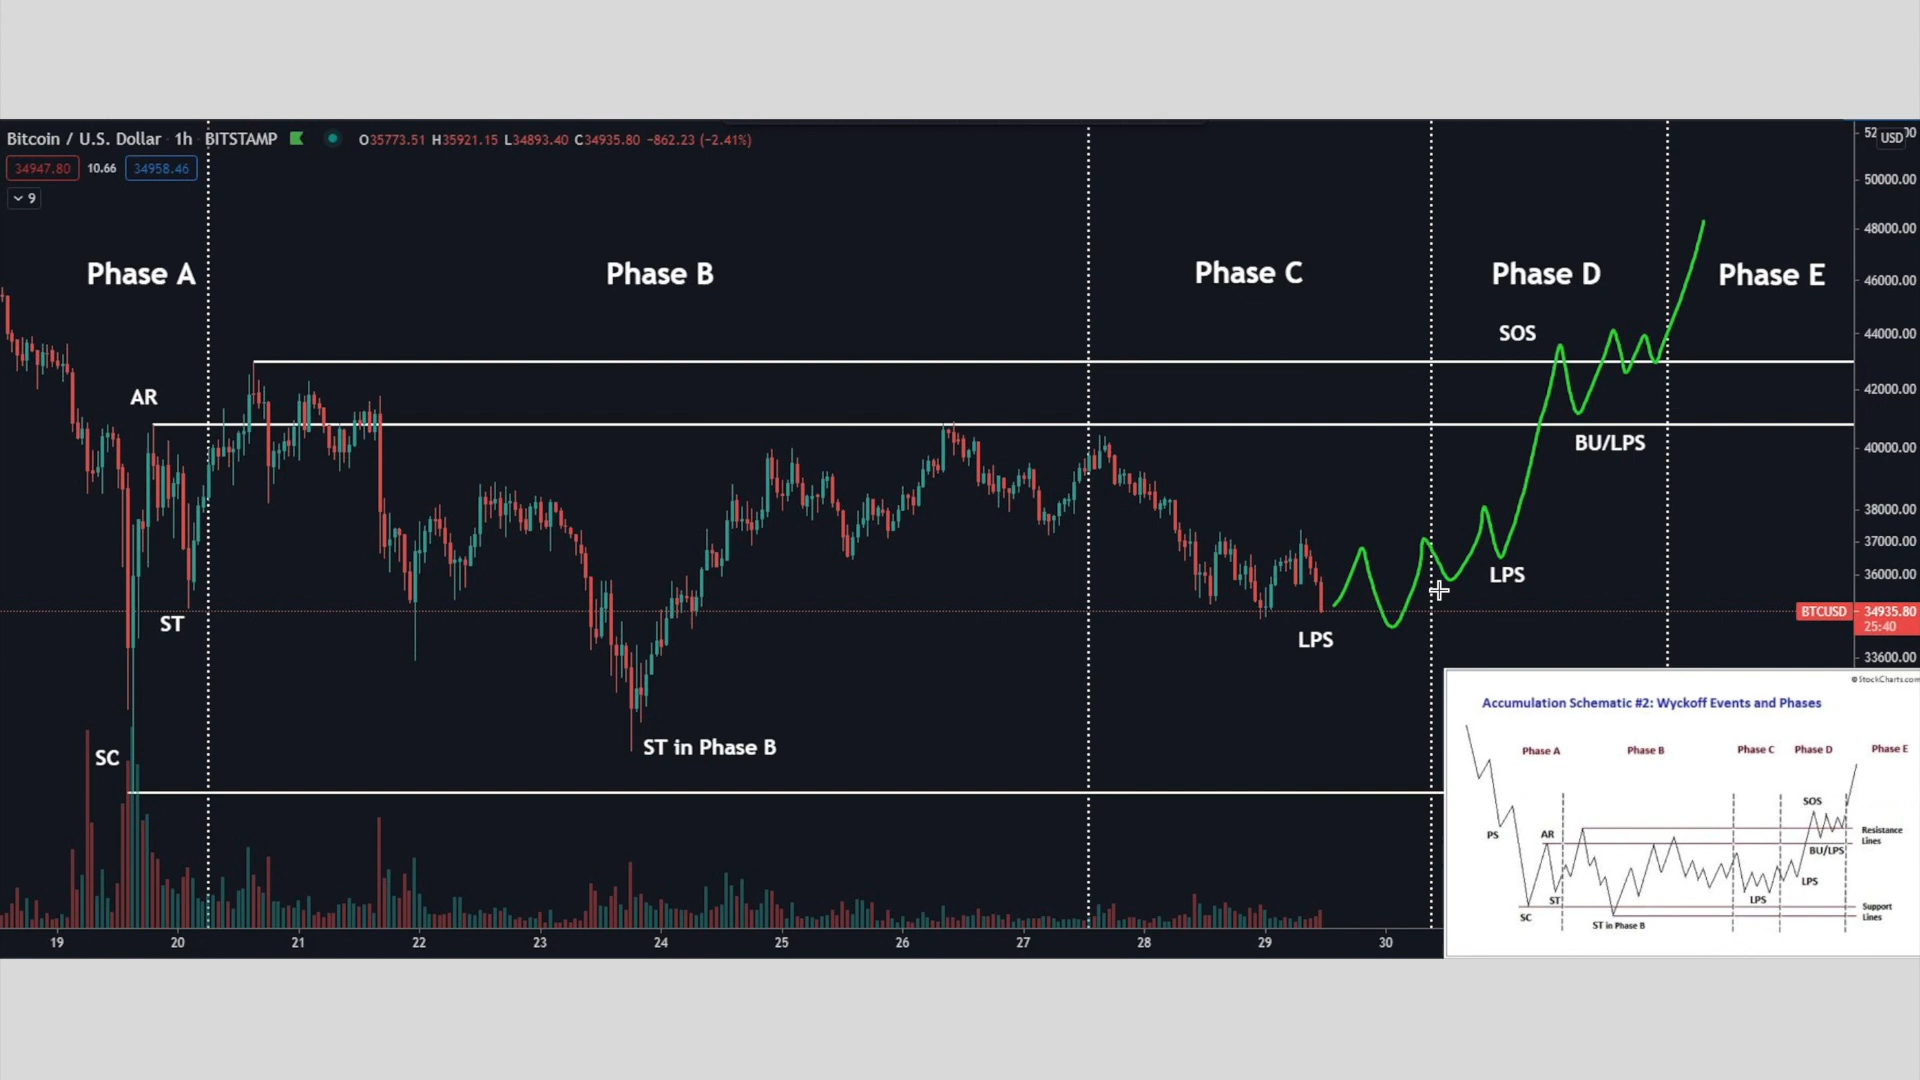 Bitcoin / U.S. Dollar · 1h · BITSTAMP O35773.51 H35921.15 L34893.40 C34935.80 -862.23 (-2.41%)
34947.80 10.66 34958.46
9
USD
50000.00
48000.00
46000.00
44000.00
42000.00
40000.00
38000.00
37000.00
36000.00
BTCUSD 34935.80
25:40
33600.00
Phase A Phase B Phase C Phase D Phase E
SOS
AR
BU/LPS
LPS
ST
LPS
ST in Phase B
SC
19 20 21 22 23 24 25 26 27 28 29 30
©StockCharts.com
Accumulation Schematic #2: Wyckoff Events and Phases
Phase A Phase B Phase C Phase D Phase E
SOS
PS
AR
Resistance
Lines
BU/LPS
LPS
ST
LPS
Support
Lines
SC
ST in Phase B